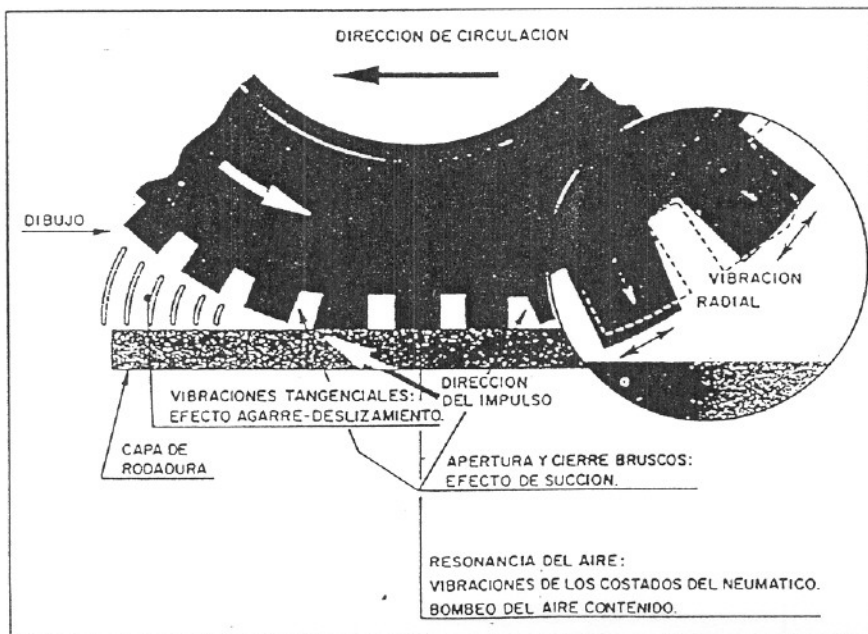 DIRECCION DE CIRCULACION
DIBUJO
VIBRACION
RADIAL
VIBRACIONES TANGENCIALES:
EFECTO AGARRE-DESLIZAMIENTO.
DIRECCION
DEL IMPULSO
CAPA DE
RODADURA
APERTURA Y CIERRE BRUSCOS:
EFECTO DE SUCCION.
RESONANCIA DEL AIRE:
VIBRACIONES DE LOS COSTADOS DEL NEUMATICO.
BOMBEO DEL AIRE CONTENIDO.